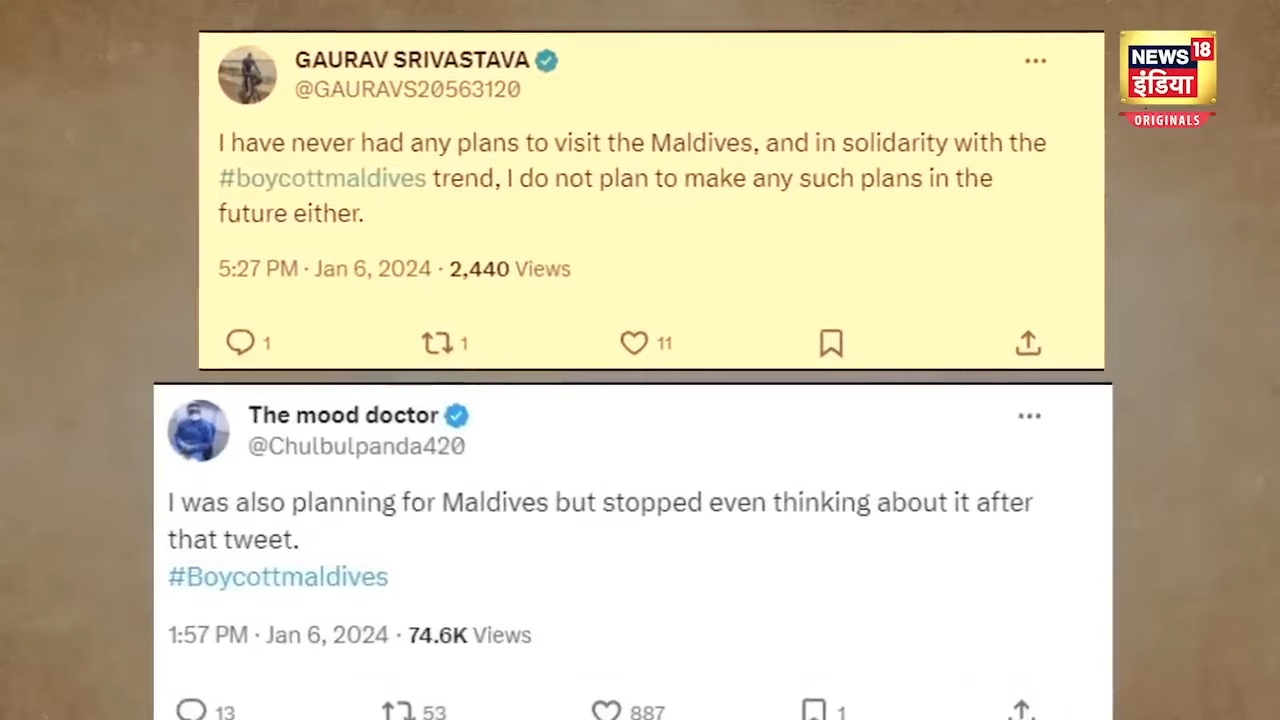 NEWS 18
इंडिया
ORIGINALS
GAURAV SRIVASTAVA
@GAURAVS20563120
I have never had any plans to visit the Maldives, and in solidarity with the
#boycottmaldives trend, I do not plan to make any such plans in the
future either.
5:27 PM · Jan 6, 2024 · 2,440 Views
1 1 11
The mood doctor
@Chulbulpanda420
I was also planning for Maldives but stopped even thinking about it after
that tweet.
#Boycottmaldives
1:57 PM · Jan 6, 2024 · 74.6K Views
13 53 887 1